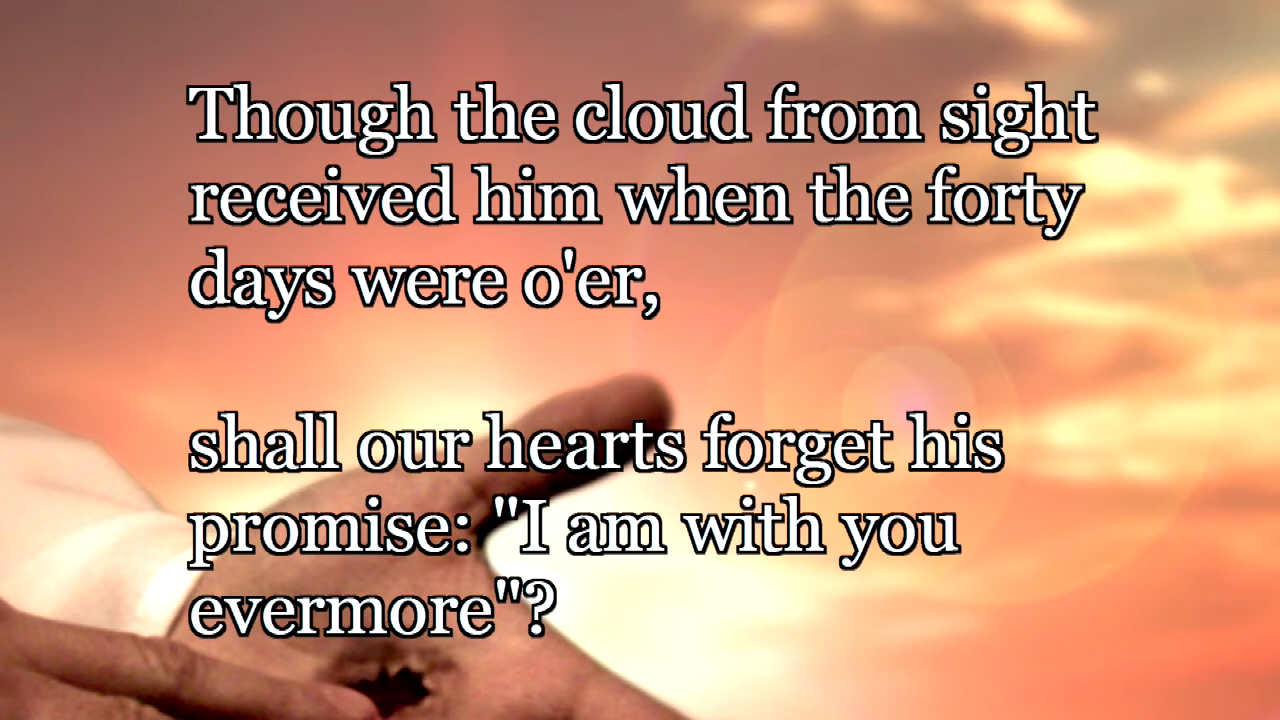 Though the cloud from sight
received him when the forty
days were o'er,
shall our hearts forget his
promise: "I am with you
evermore"?